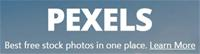 PEXELS
Best free stock photos in one place. Learn More